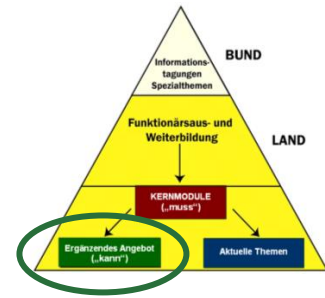 Informations-
tagungen
Spezialthemen
BUND
Funktionärsaus- und
Weiterbildung
LAND
KERNMODULE
(„muss“)
Ergänzendes Angebot
(„kann“)
Aktuelle Themen